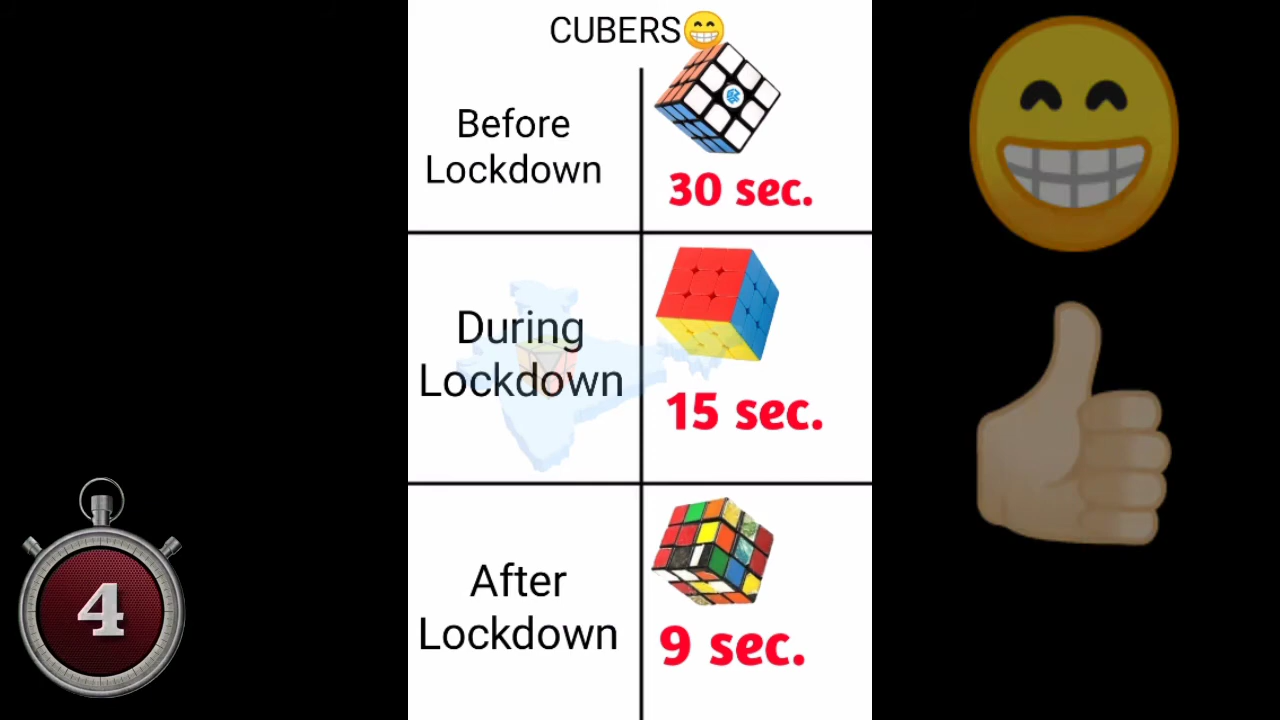 CUBERS😁
Before
Lockdown
30 sec.
During
Lockdown
15 sec.
After
Lockdown
9 sec.
4